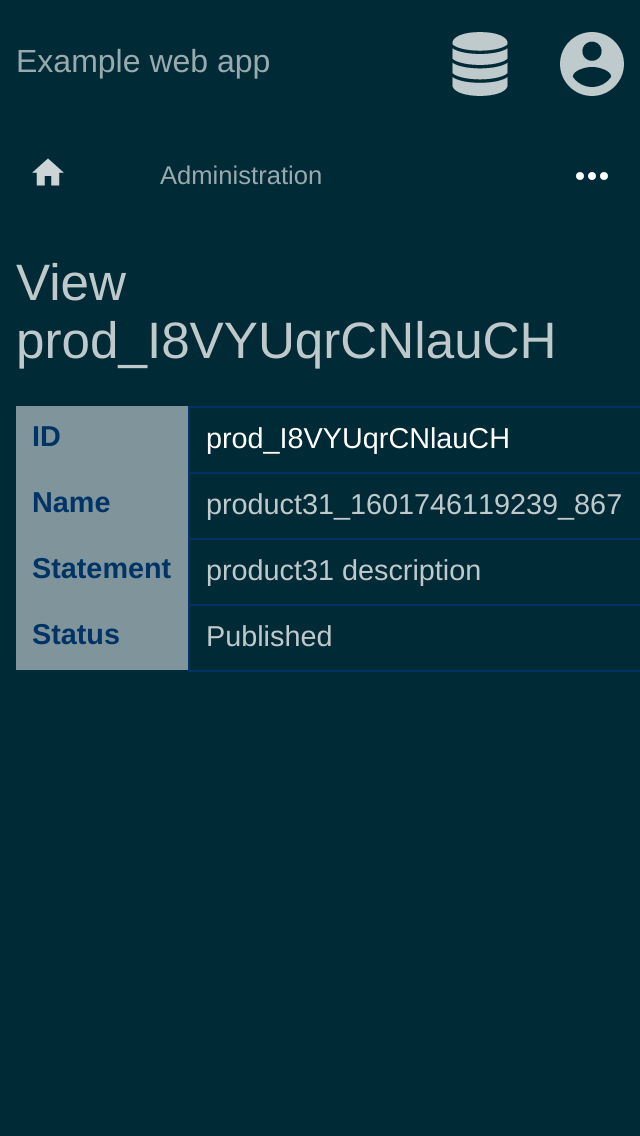 Example web app
Administration
View
prod_I8VYUqrCNlauCH
ID prod_I8VYUqrCNlauCH
Name product31_1601746119239_867
Statement product31 description
Status Published